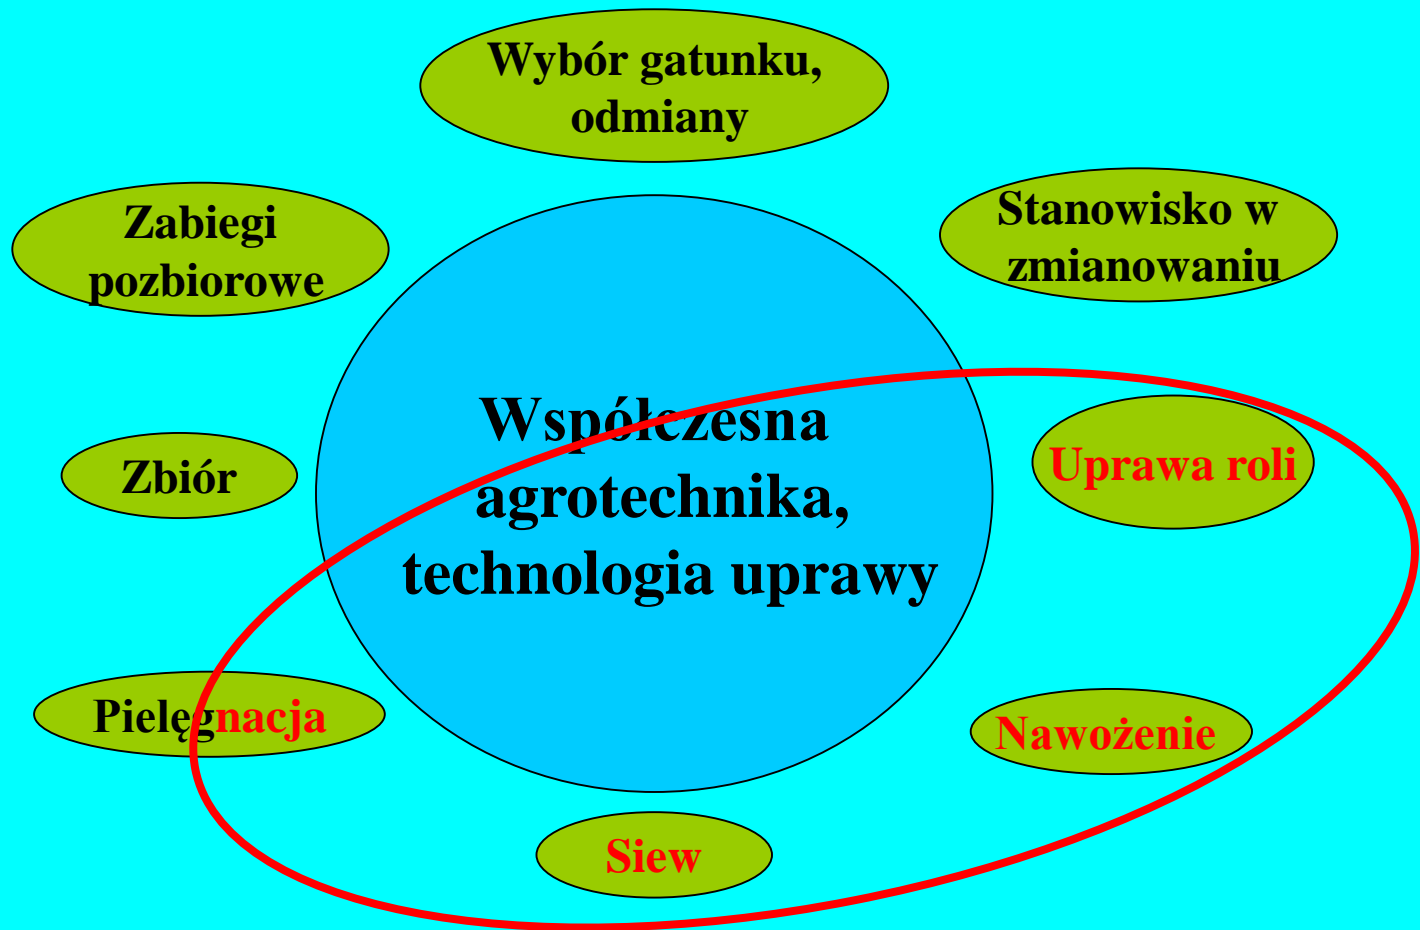 Wybór gatunku,
odmiany
Zabiegi
pozbiorowe
Stanowisko w
zmianowaniu
Współczesna
agrotechnika,
technologia uprawy
Uprawa roli
Zbiór
Pielęgnacja
Nawożenie
Siew